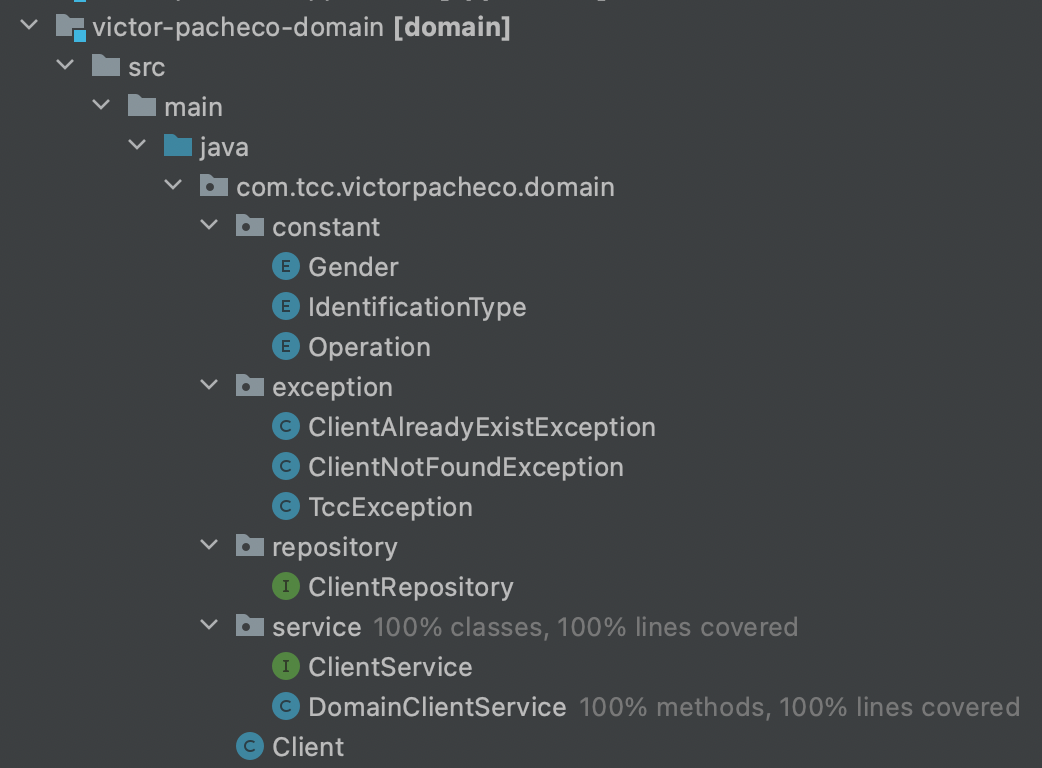 victor-pacheco-domain [domain]
src
main
java
com.tcc.victorpacheco.domain
constant
E Gender
E IdentificationType
E Operation
exception
C ClientAlreadyExistException
C ClientNotFoundException
C TccException
repository
I ClientRepository
service 100% classes, 100% lines covered
I ClientService
C DomainClientService 100% methods, 100% lines covered
C Client